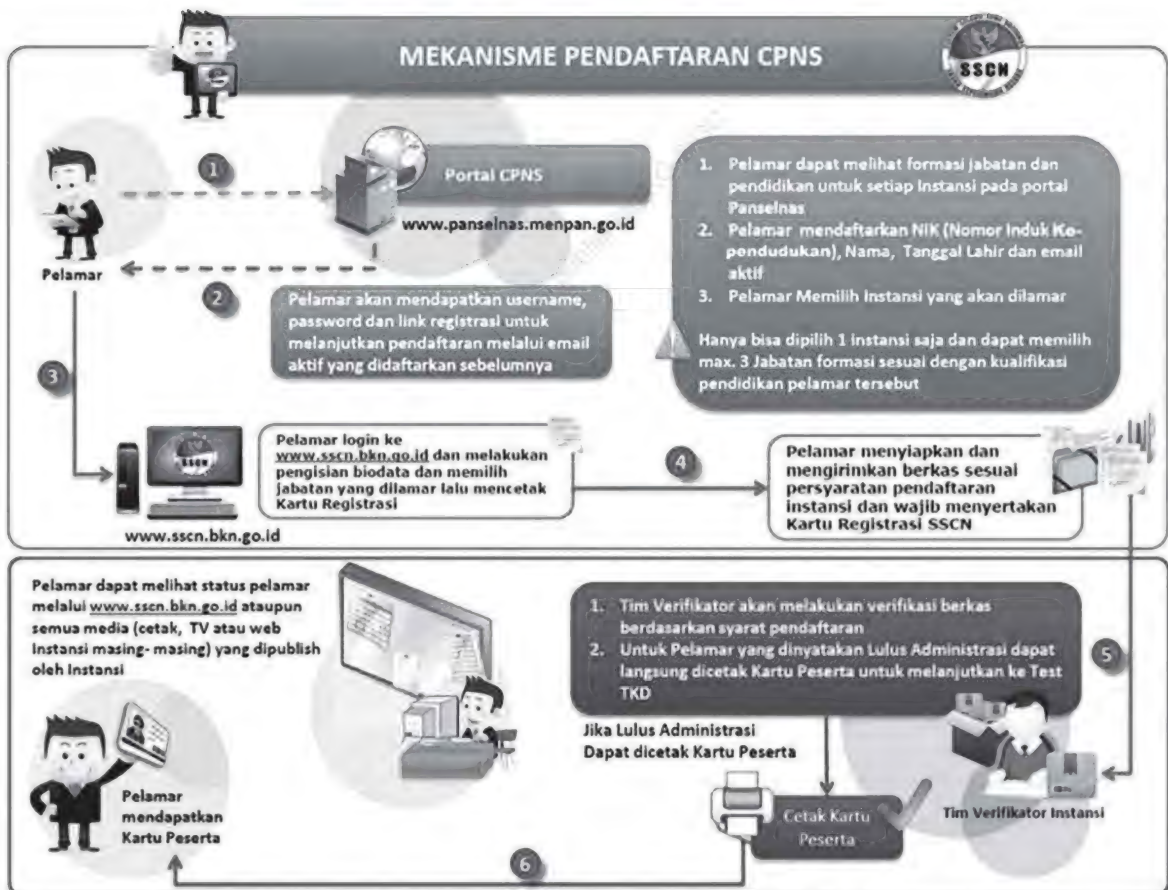 MEKANISME PENDAFTARAN CPNS
SSCN
1
Portal CPNS
www.panselnas.menpan.go.id
Pelamar
2
Pelamar akan mendapatkan username,
password dan link registrasi untuk
melanjutkan pendaftaran melalui email
aktif yang didaftarkan sebelumnya
1. Pelamar dapat melihat formasi jabatan dan
pendidikan untuk setiap Instansi pada portal
Panselnas
2. Pelamar mendaftarkan NIK (Nomor Induk Ke-
pendudukan), Nama, Tanggal Lahir dan email
aktif
3. Pelamar Memilih Instansi yang akan dilamar
Hanya bisa dipilih 1 instansi saja dan dapat memilih
max. 3 Jabatan formasi sesuai dengan kualifikasi
pendidikan pelamar tersebut
3
SSCN
www.sscn.bkn.go.id
Pelamar login ke
www.sscn.bkn.go.id dan melakukan
pengisian biodata dan memilih
jabatan yang dilamar lalu mencetak
Kartu Registrasi
4
Pelamar menyiapkan dan
mengirimkan berkas sesuai
persyaratan pendaftaran
instansi dan wajib menyertakan
Kartu Registrasi SSCN
Pelamar dapat melihat status pelamar
melalui www.sscn.bkn.go.id ataupun
semua media (cetak, TV atau web
Instansi masing- masing) yang dipublish
oleh Instansi
1. Tim Verifikator akan melakukan verifikasi berkas
berdasarkan syarat pendaftaran
2. Untuk Pelamar yang dinyatakan Lulus Administrasi dapat
langsung dicetak Kartu Peserta untuk melanjutkan ke Test
TKD
5
Jika Lulus Administrasi
Dapat dicetak Kartu Peserta
Tim Verifikator Instansi
Cetak Kartu
Peserta
Pelamar
mendapatkan
Kartu Peserta
6